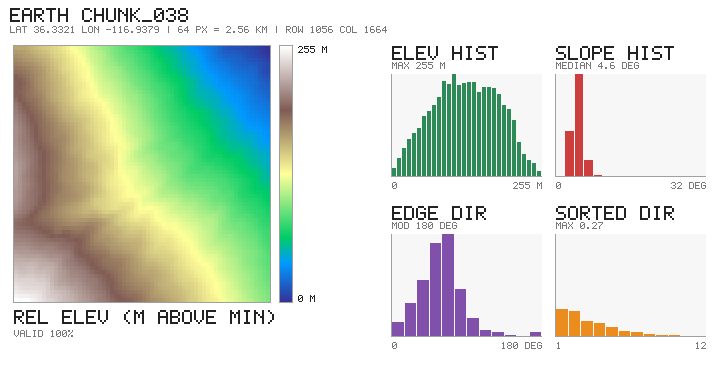 EARTH CHUNK_038
LAT 36.3321 LON -116.9379 | 64 PX = 2.56 KM | ROW 1056 COL 1664
255 M
0 M
REL ELEV (M ABOVE MIN)
VALID 100%
ELEV HIST
MAX 255 M
0 255 M
SLOPE HIST
MEDIAN 4.6 DEG
0 32 DEG
EDGE DIR
MOD 180 DEG
0 180 DEG
SORTED DIR
MAX 0.27
1 12